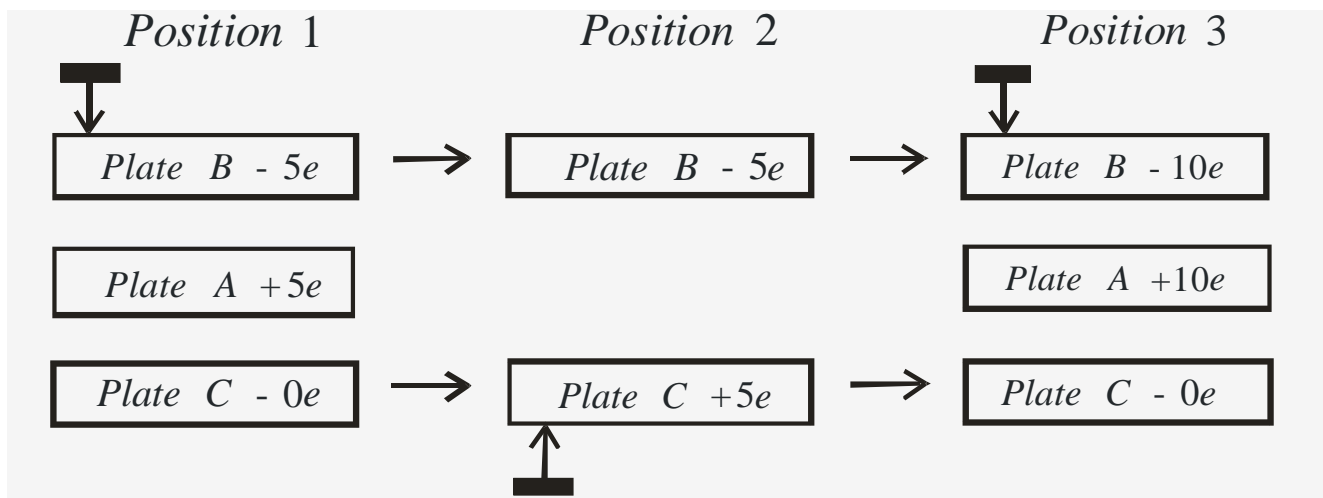 Position 1 Position 2 Position 3
Plate B - 5e Plate B - 5e Plate B - 10e
Plate A +5e Plate A +10e
Plate C - 0e Plate C +5e Plate C - 0e